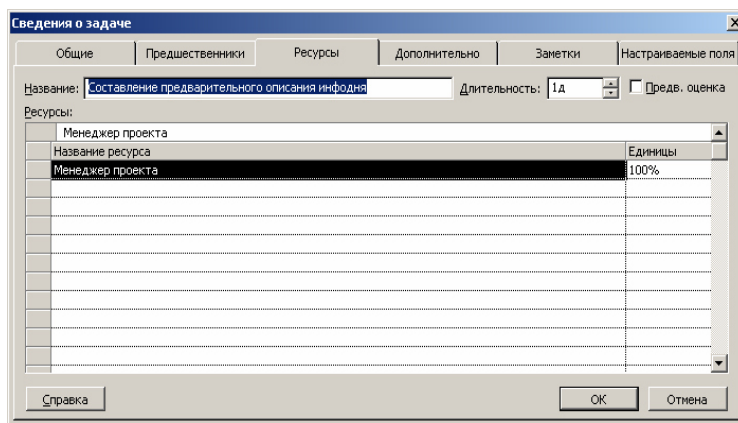 Сведения о задаче
Общие Предшественники Ресурсы Дополнительно Заметки Настраиваемые поля
Название: Составление предварительного описания инфодня Длительность: 1д Предв. оценка
Ресурсы:
Менеджер проекта
Название ресурса Единицы
Менеджер проекта 100%
Справка ОК Отмена